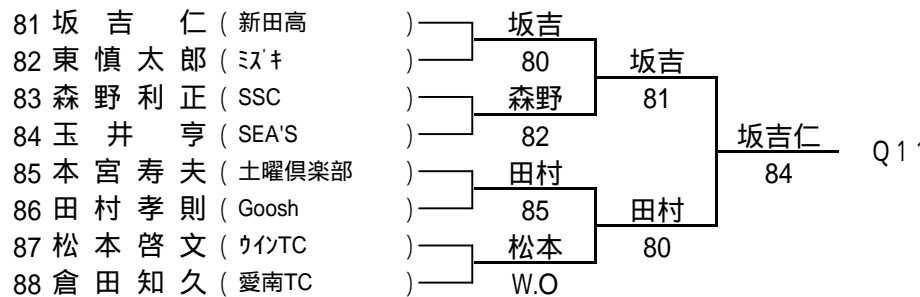 81 坂 吉 仁 ( 新田高 )
82 東 慎 太 郎 ( ﾐｽﾞｷ )
83 森 野 利 正 ( SSC )
84 玉 井 亨 ( SEA'S )
85 本 宮 寿 夫 ( 土曜倶楽部 )
86 田 村 孝 則 ( Goosh )
87 松 本 啓 文 ( ｳｲﾝTC )
88 倉 田 知 久 ( 愛南TC )
坂吉
80
森野
82
田村
85
松本
W.O
坂吉
81
田村
80
坂吉仁
84